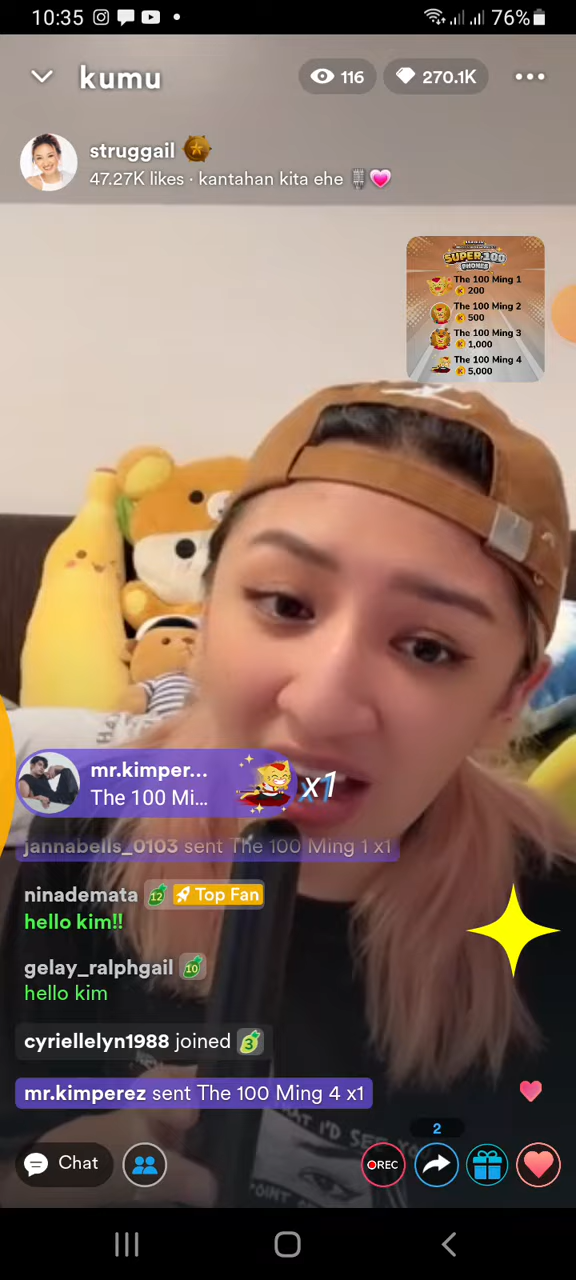 10:35
76%
kumu
116
270.1K
struggail
47.27K likes · kantahan kita ehe
SUPER 100
PHONES
The 100 Ming 1
200
The 100 Ming 2
500
The 100 Ming 3
1,000
The 100 Ming 4
5,000
mr.kimper...
The 100 Mi...
x1
jannabells_0103 sent The 100 Ming 1 x1
ninademata 12 Top Fan
hello kim!!
gelay_ralphgail 10
hello kim
cyriellelyn1988 joined 3
mr.kimperez sent The 100 Ming 4 x1
2
Chat
REC